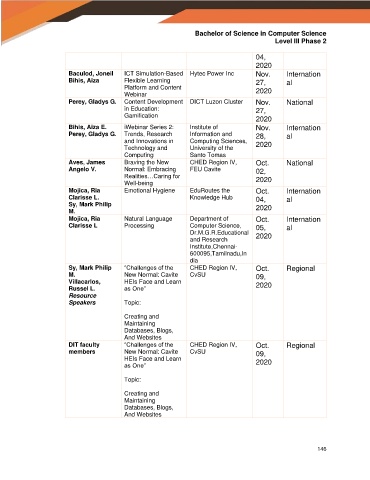 Bachelor of Science in Computer Science
Level III Phase 2
04,
2020
Baculod, Joneil
Bihis, Aiza
ICT Simulation-Based
Flexible Learning
Platform and Content
Webinar
Hytec Power Inc
Nov.
27,
2020
Internation
al
Perey, Gladys G.
Content Development
in Education:
Gamification
DICT Luzon Cluster
Nov.
27,
2020
National
Bihis, Aiza E.
Perey, Gladys G.
iWebinar Series 2:
Trends, Research
and Innovations in
Technology and
Computing
Institute of
Information and
Computing Sciences,
University of the
Santo Tomas
Nov.
28,
2020
Internation
al
Aves, James
Angelo V.
Braving the New
Normal: Embracing
Realities…Caring for
Well-being
CHED Region IV,
FEU Cavite
Oct.
02,
2020
National
Mojica, Ria
Clarisse L.
Sy, Mark Philip
M.
Emotional Hygiene
EduRoutes the
Knowledge Hub
Oct.
04,
2020
Internation
al
Mojica, Ria
Clarisse L
Natural Language
Processing
Department of
Computer Science,
Dr.M.G.R.Educational
and Research
Institute,Chennai-
600095,Tamilnadu,In
dia
Oct.
05,
2020
Internation
al
Sy, Mark Philip
M.
Villacarlos,
Russel L.
Resource
Speakers
"Challenges of the
New Normal: Cavite
HEIs Face and Learn
as One"
Topic:
Creating and
Maintaining
Databases, Blogs,
And Websites
CHED Region IV,
CvSU
Oct.
09,
2020
Regional
DIT faculty
members
"Challenges of the
New Normal: Cavite
HEIs Face and Learn
as One"
Topic:
Creating and
Maintaining
Databases, Blogs,
And Websites
CHED Region IV,
CvSU
Oct.
09,
2020
Regional
146